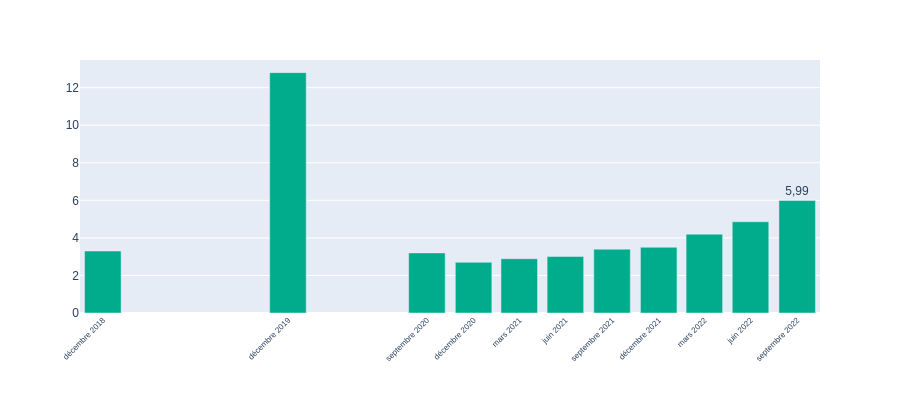 12
10
8
6
4
2
0
5,99
décembre 2018
décembre 2019
septembre 2020
décembre 2020
mars 2021
juin 2021
septembre 2021
décembre 2021
mars 2022
juin 2022
septembre 2022